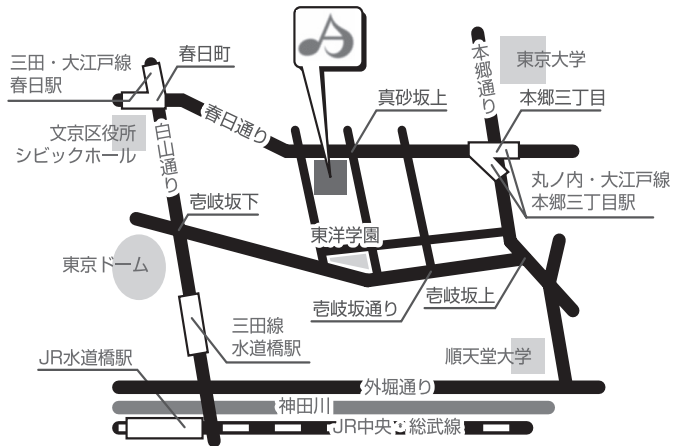 三田・大江戸線
春日駅
春日町
本郷通り
東京大学
真砂坂上
本郷三丁目
春日通り
文京区役所
シビックホール
白山通り
丸ノ内・大江戸線
本郷三丁目駅
壱岐坂下
東洋学園
東京ドーム
壱岐坂通り
壱岐坂上
三田線
水道橋駅
JR水道橋駅
順天堂大学
外堀通り
神田川
JR中央・総武線